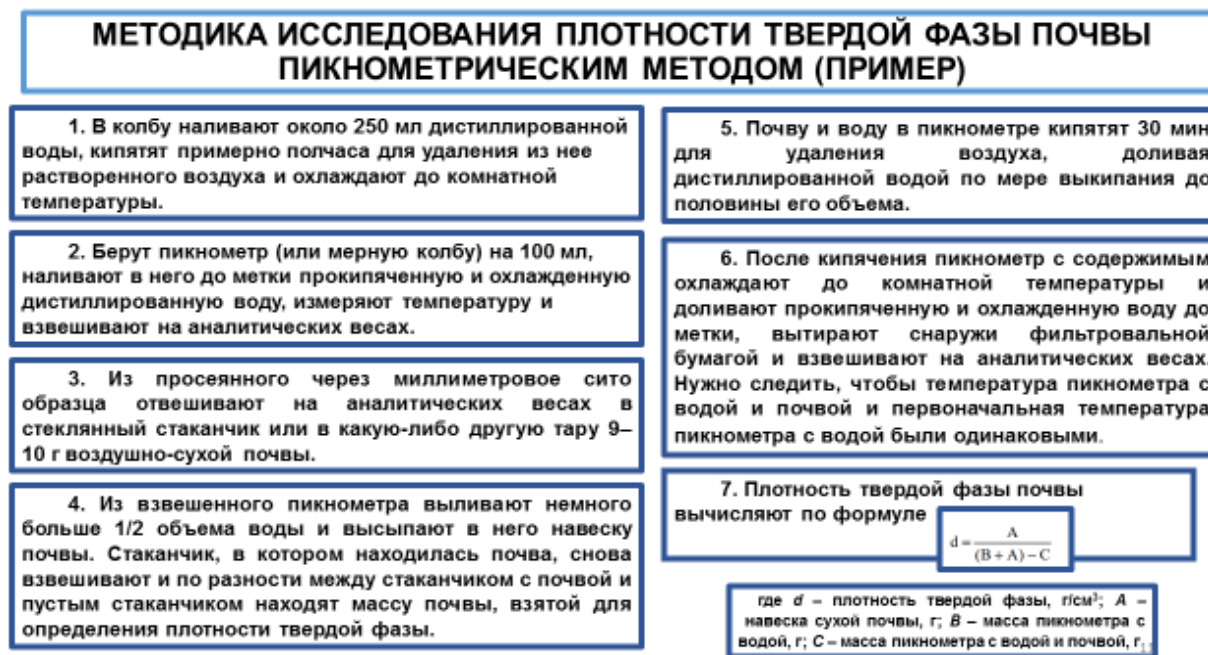 МЕТОДИКА ИССЛЕДОВАНИЯ ПЛОТНОСТИ ТВЕРДОЙ ФАЗЫ ПОЧВЫ
ПИКНОМЕТРИЧЕСКИМ МЕТОДОМ (ПРИМЕР)
1. В колбу наливают около 250 мл дистиллированной
воды, кипятят примерно полчаса для удаления из нее
растворенного воздуха и охлаждают до комнатной
температуры.
2. Берут пикнометр (или мерную колбу) на 100 мл,
наливают в него до метки прокипяченную и охлажденную
дистиллированную воду, измеряют температуру и
взвешивают на аналитических весах.
3. Из просеянного через миллиметровое сито
образца отвешивают на аналитических весах в
стеклянный стаканчик или в какую-либо другую тару 9–
10 г воздушно-сухой почвы.
4. Из взвешенного пикнометра выливают немного
больше 1/2 объема воды и высыпают в него навеску
почвы. Стаканчик, в котором находилась почва, снова
взвешивают и по разности между стаканчиком с почвой и
пустым стаканчиком находят массу почвы, взятой для
определения плотности твердой фазы.
5. Почву и воду в пикнометре кипятят 30 мин
для удаления воздуха, доливая
дистиллированной водой по мере выкипания до
половины его объема.
6. После кипячения пикнометр с содержимым
охлаждают до комнатной температуры и
доливают прокипяченную и охлажденную воду до
метки, вытирают снаружи фильтровальной
бумагой и взвешивают на аналитических весах.
Нужно следить, чтобы температура пикнометра с
водой и почвой и первоначальная температура
пикнометра с водой были одинаковыми.
7. Плотность твердой фазы почвы
вычисляют по формуле
d = A / ((B + A) – C)
где d – плотность твердой фазы, г/см³; A –
навеска сухой почвы, г; B – масса пикнометра с
водой, г; C – масса пикнометра с водой и почвой, г